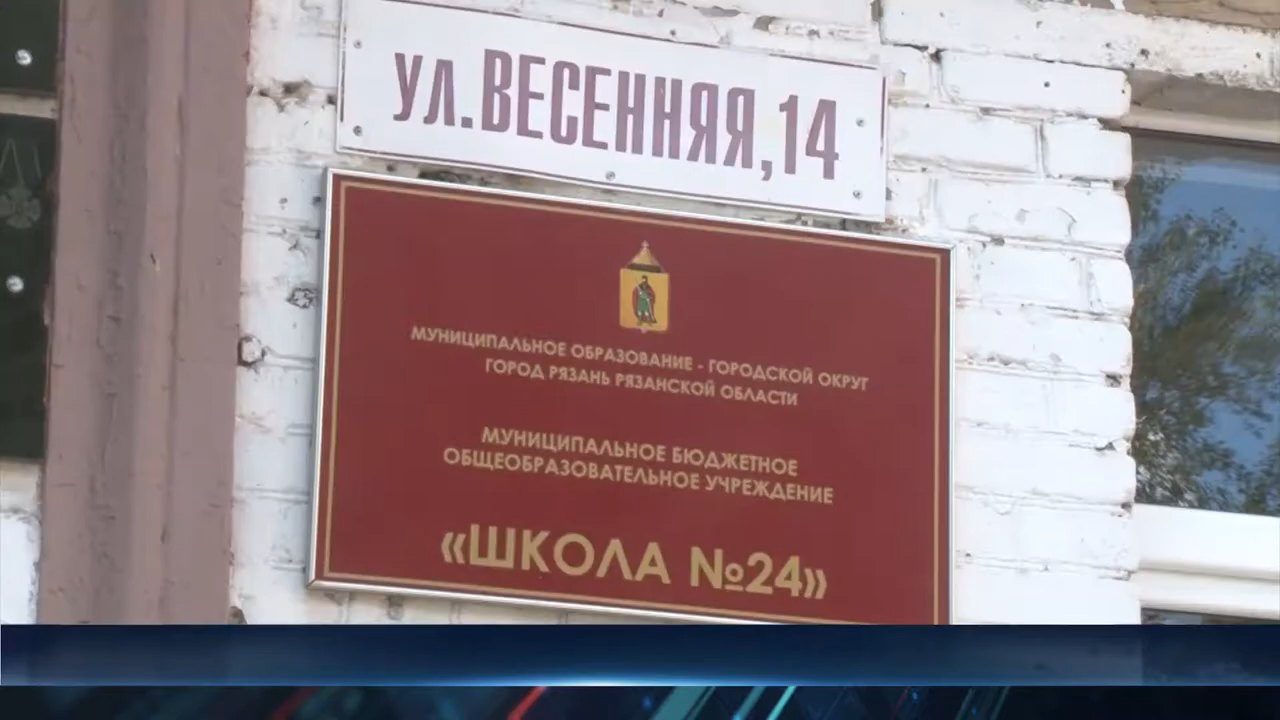 ул. ВЕСЕННЯЯ, 14
МУНИЦИПАЛЬНОЕ ОБРАЗОВАНИЕ - ГОРОДСКОЙ ОКРУГ
ГОРОД РЯЗАНЬ РЯЗАНСКОЙ ОБЛАСТИ
МУНИЦИПАЛЬНОЕ БЮДЖЕТНОЕ
ОБЩЕОБРАЗОВАТЕЛЬНОЕ УЧРЕЖДЕНИЕ
«ШКОЛА №24»